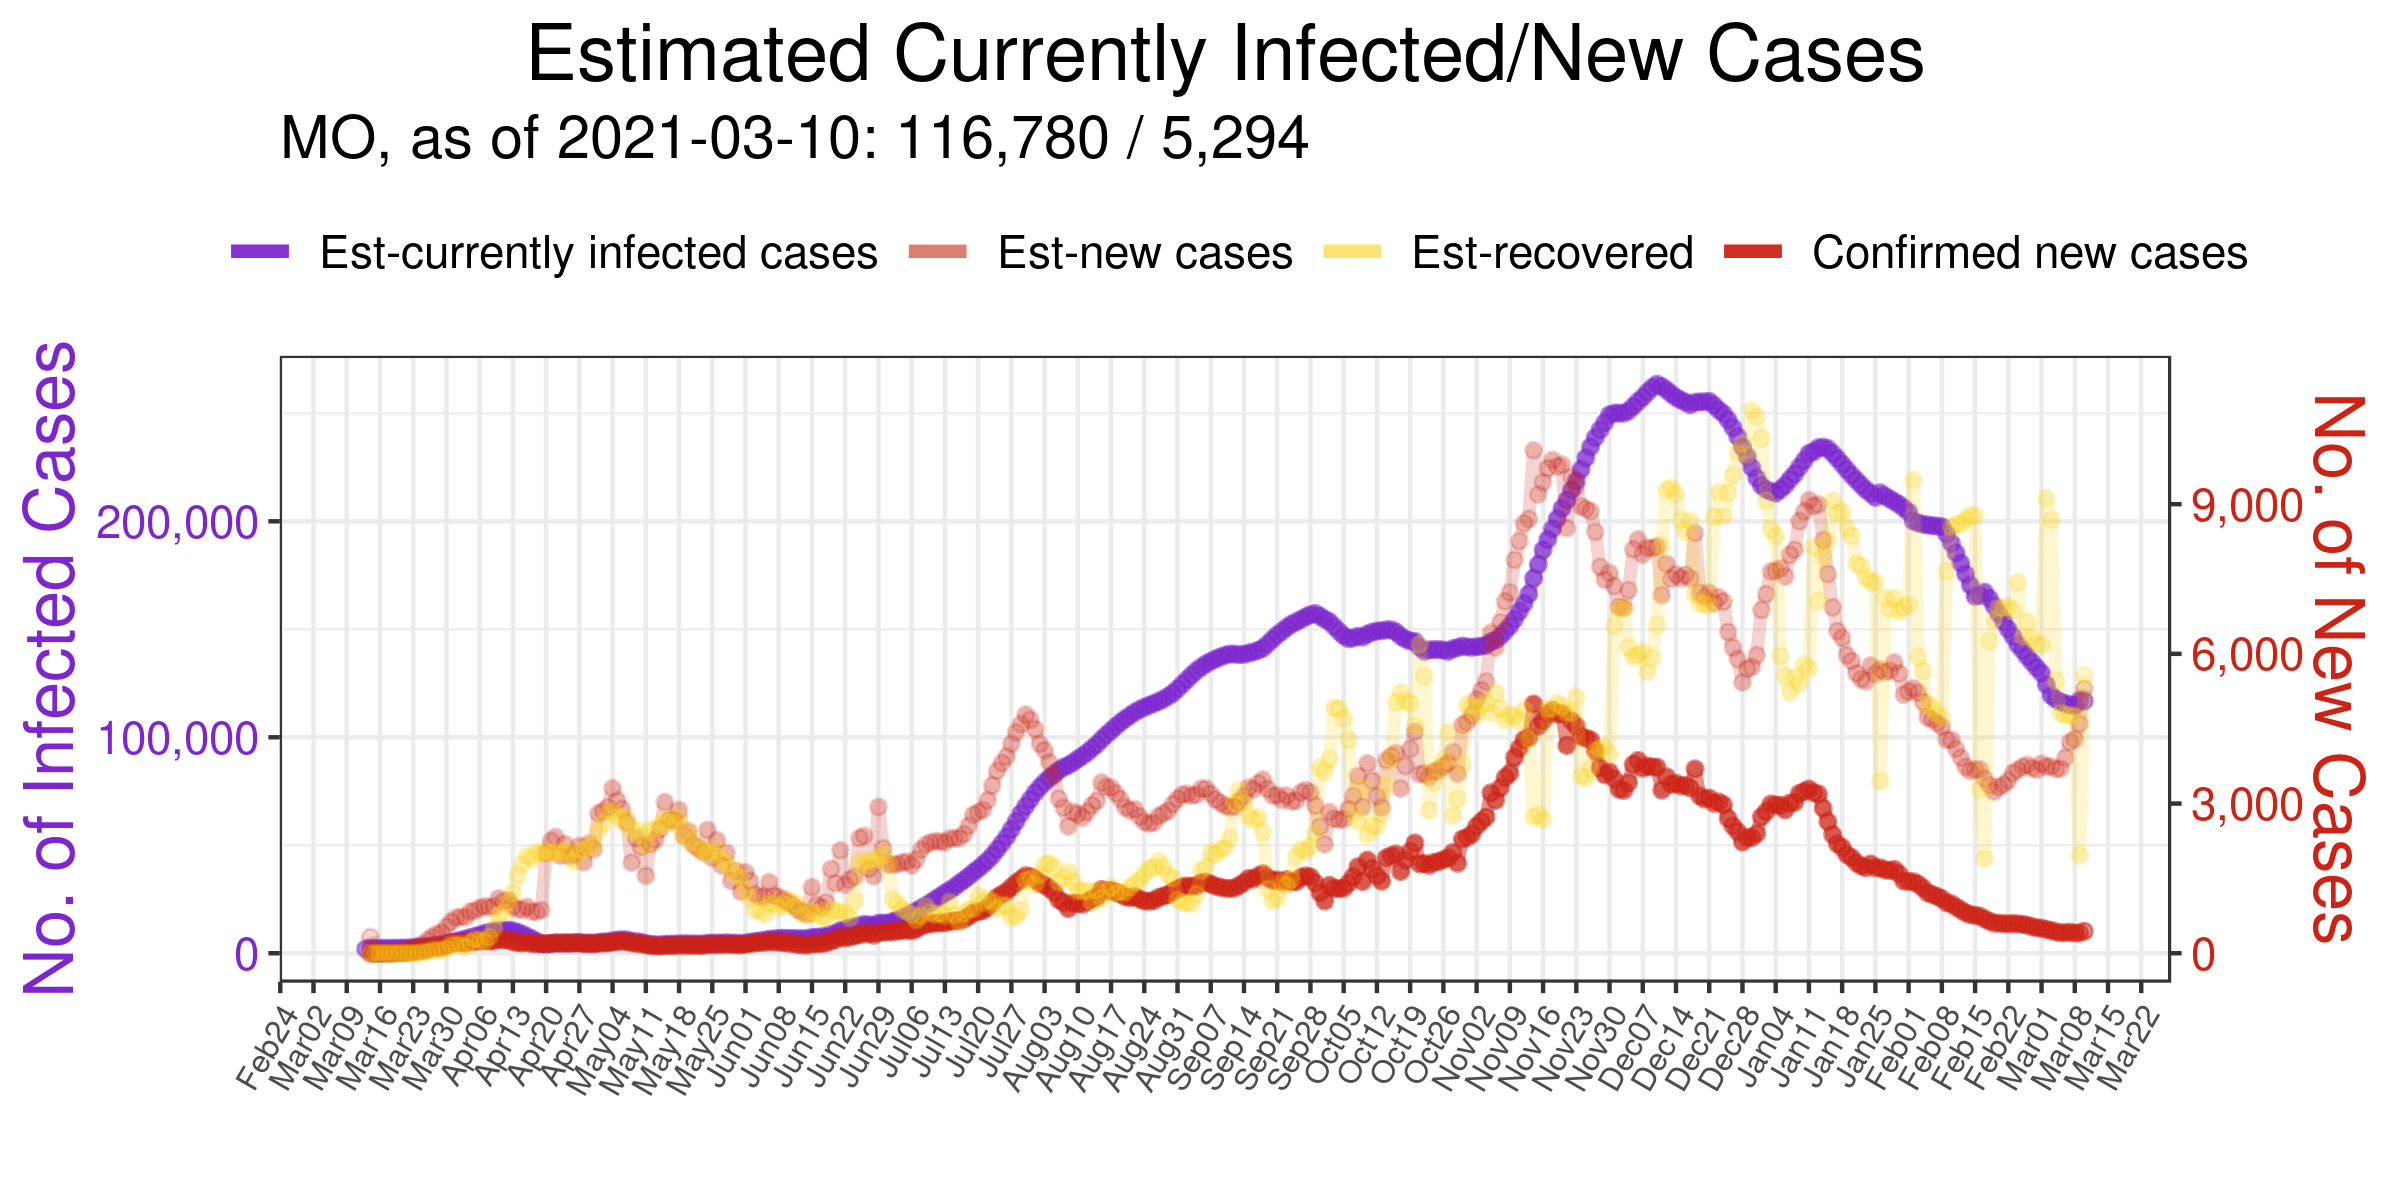 Estimated Currently Infected/New Cases
MO, as of 2021-03-10: 116,780 / 5,294
Est-currently infected cases Est-new cases Est-recovered Confirmed new cases
No. of Infected Cases
200,000
100,000
0
9,000
6,000
3,000
0
No. of New Cases
Feb24 Mar02 Mar09 Mar16 Mar23 Mar30 Apr06 Apr13 Apr20 Apr27 May04 May11 May18 May25 Jun01 Jun08 Jun15 Jun22 Jun29 Jul06 Jul13 Jul20 Jul27 Aug03 Aug10 Aug17 Aug24 Aug31 Sep07 Sep14 Sep21 Sep28 Oct05 Oct12 Oct19 Oct26 Nov02 Nov09 Nov16 Nov23 Nov30 Dec07 Dec14 Dec21 Dec28 Jan04 Jan11 Jan18 Jan25 Feb01 Feb08 Feb15 Feb22 Mar01 Mar08 Mar15 Mar22